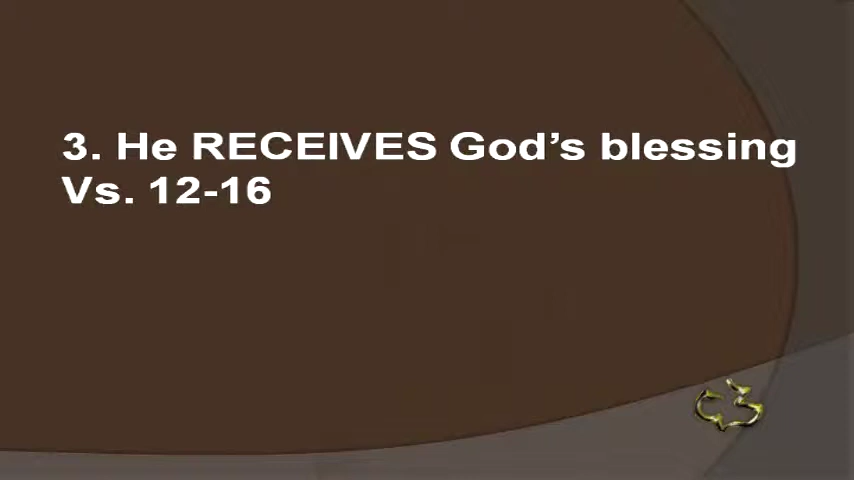 3. He RECEIVES God’s blessing
Vs. 12-16